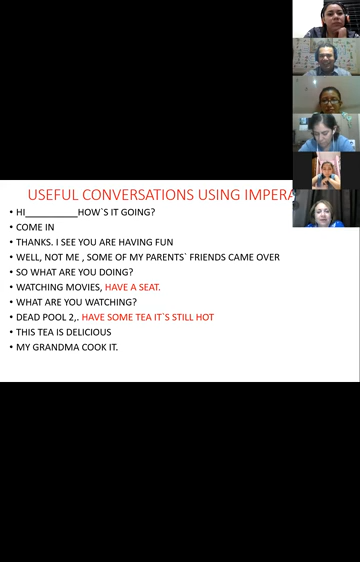 USEFUL CONVERSATIONS USING IMPERA
• HI__________HOW`S IT GOING?
• COME IN
• THANKS. I SEE YOU ARE HAVING FUN
• WELL, NOT ME , SOME OF MY PARENTS` FRIENDS CAME OVER
• SO WHAT ARE YOU DOING?
• WATCHING MOVIES, HAVE A SEAT.
• WHAT ARE YOU WATCHING?
• DEAD POOL 2,. HAVE SOME TEA IT`S STILL HOT
• THIS TEA IS DELICIOUS
• MY GRANDMA COOK IT.